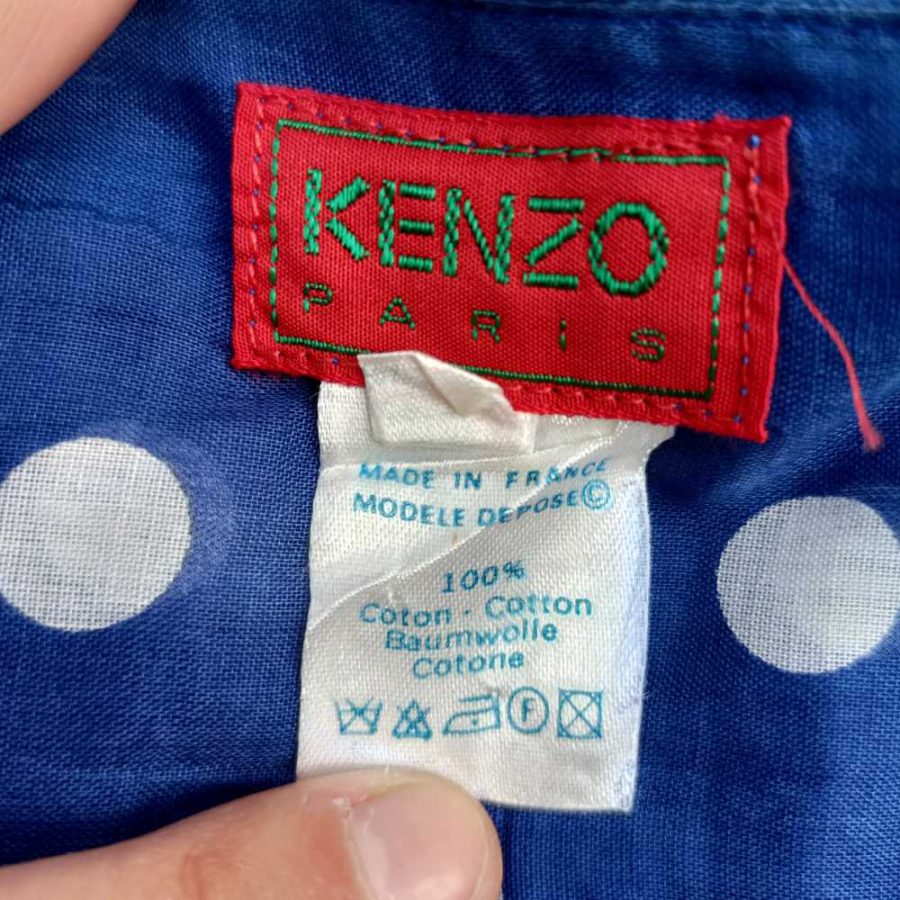 KENZO
PARiS
MADE IN FRANCE
MODELE DEPOSE©
100%
Coton - Cotton
Baumwolle
Cotone
F